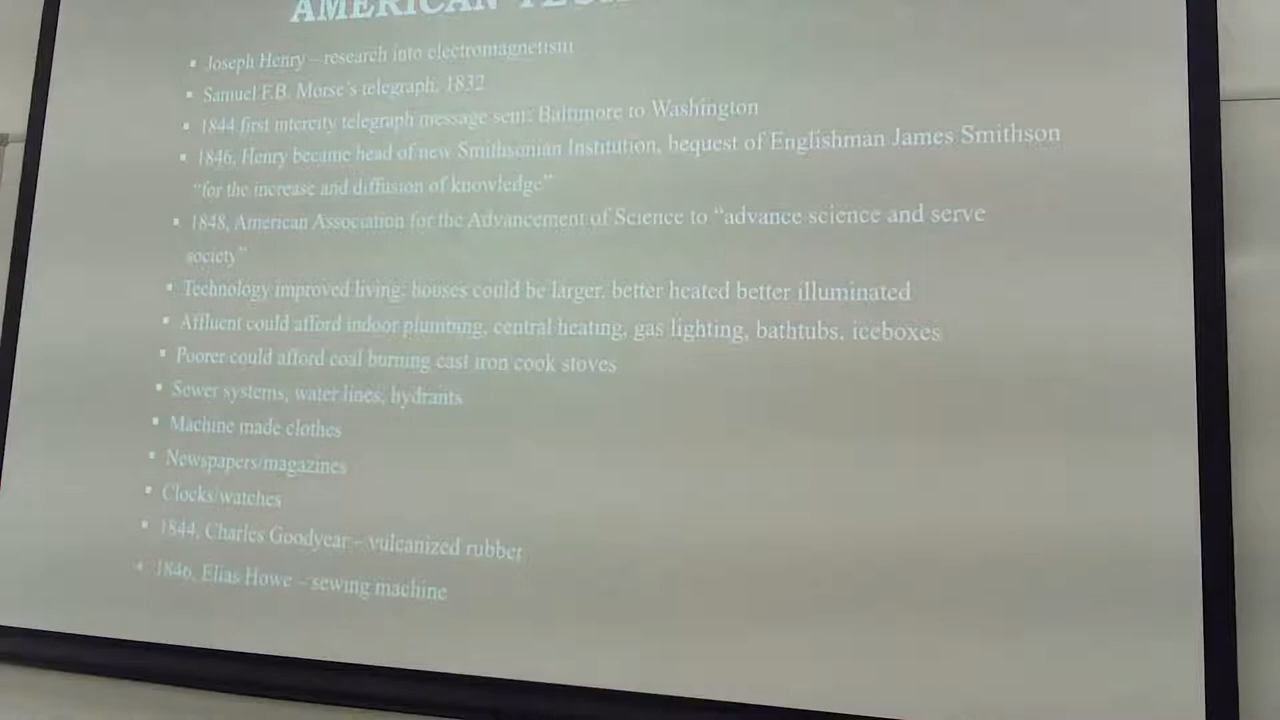 AMERICAN
▪ Joseph Henry – research into electromagnetism
▪ Samuel F.B. Morse's telegraph, 1832
▪ 1844 first intercity telegraph message sent: Baltimore to Washington
▪ 1846, Henry became head of new Smithsonian Institution, bequest of Englishman James Smithson
"for the increase and diffusion of knowledge"
▪ 1848, American Association for the Advancement of Science to "advance science and serve
society"
▪ Technology improved living: houses could be larger, better heated better illuminated
▪ Affluent could afford indoor plumbing, central heating, gas lighting, bathtubs, iceboxes
▪ Poorer could afford coal burning cast iron cook stoves
▪ Sewer systems, water lines, hydrants
▪ Machine made clothes
▪ Newspapers/magazines
▪ Clocks/watches
▪ 1844, Charles Goodyear – vulcanized rubber
▪ 1846, Elias Howe – sewing machine